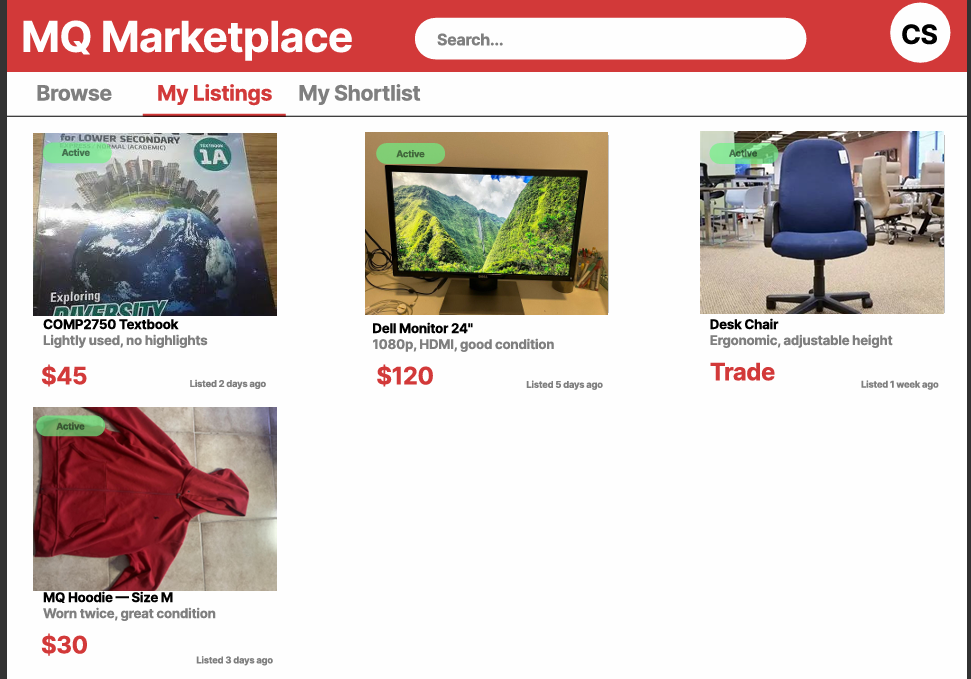 MQ Marketplace
Search...
CS
Browse
My Listings
My Shortlist
for LOWER SECONDARY
EXPRESS / NORMAL (ACADEMIC)
TEXTBOOK
1A
Active
Exploring
DIVERSITY
COMP2750 Textbook
Lightly used, no highlights
$45
Listed 2 days ago
Active
DELL
Dell Monitor 24"
1080p, HDMI, good condition
$120
Listed 5 days ago
Active
Desk Chair
Ergonomic, adjustable height
Trade
Listed 1 week ago
Active
MQ Hoodie — Size M
Worn twice, great condition
$30
Listed 3 days ago